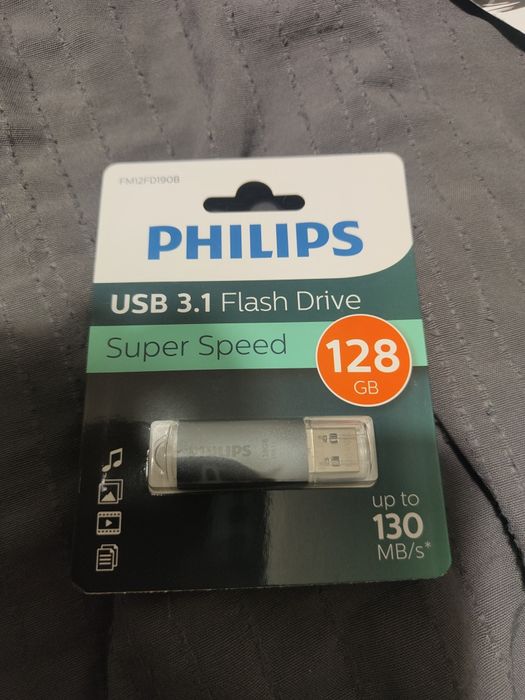 FM12FD190B
PHILIPS
USB 3.1 Flash Drive
Super Speed
128
GB
PHILIPS
up to
130
MB/s*